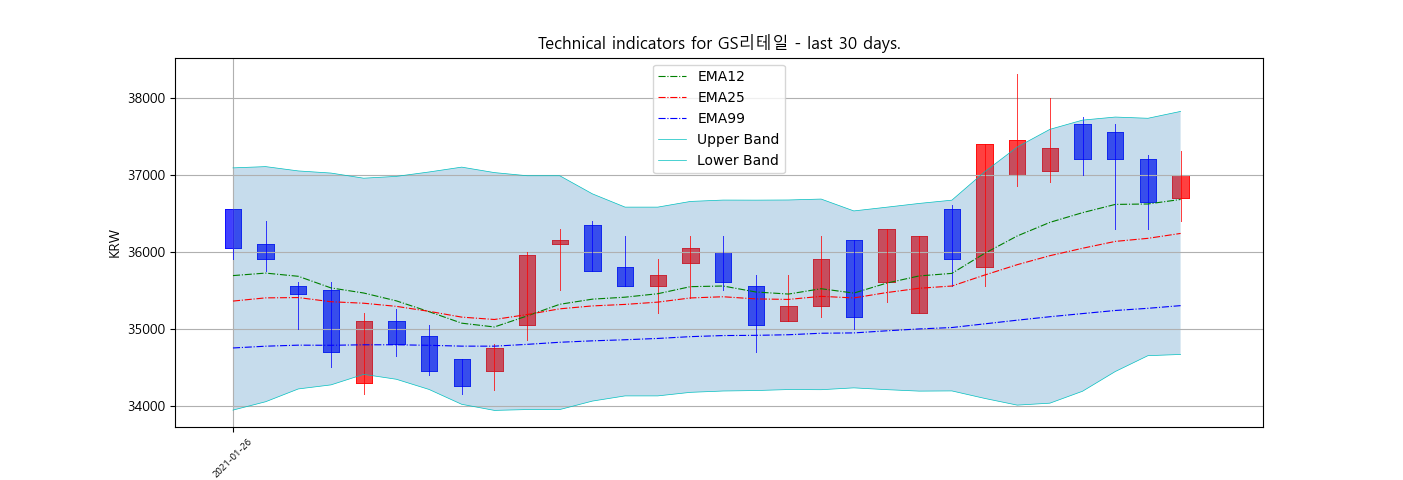 Technical indicators for GS리테일 - last 30 days.
EMA12
EMA25
EMA99
Upper Band
Lower Band
38000
37000
36000
35000
34000
KRW
2021-01-26